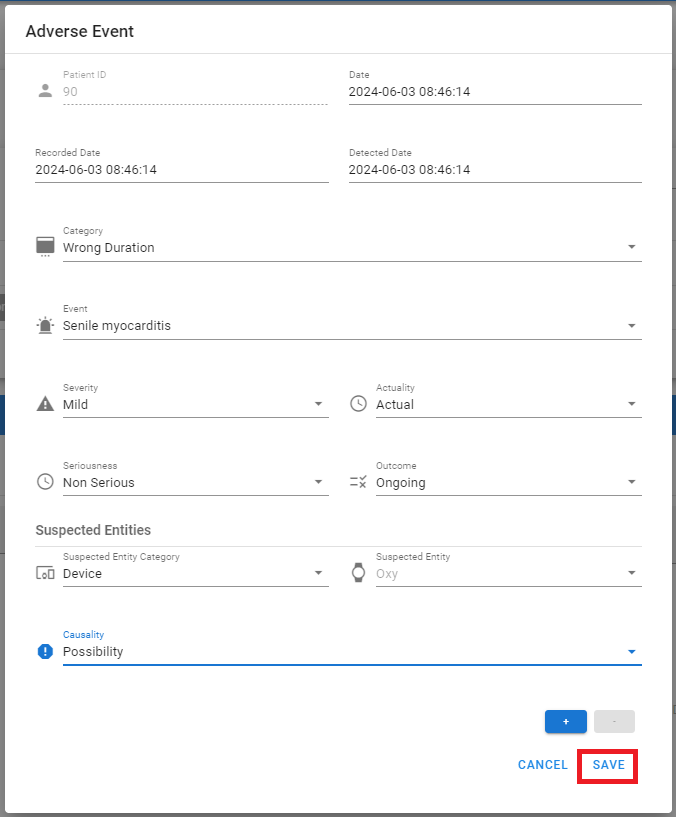 Adverse Event
Patient ID
90
Date
2024-06-03 08:46:14
Recorded Date
2024-06-03 08:46:14
Detected Date
2024-06-03 08:46:14
Category
Wrong Duration
Event
Senile myocarditis
Severity
Mild
Actuality
Actual
Seriousness
Non Serious
Outcome
Ongoing
Suspected Entities
Suspected Entity Category
Device
Suspected Entity
Oxy
Causality
Possibility
+
-
CANCEL
SAVE